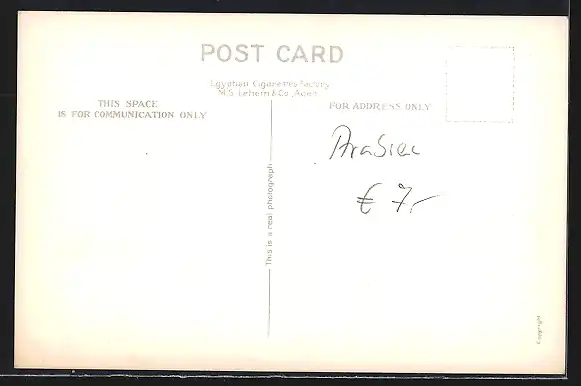 POST CARD
Egyptian Cigarettes Factory
M.S. Lehem & Co., Aden.
THIS SPACE
IS FOR COMMUNICATION ONLY
FOR ADDRESS ONLY
This is a real photograph
Arabien
€ 7,-
Copyright